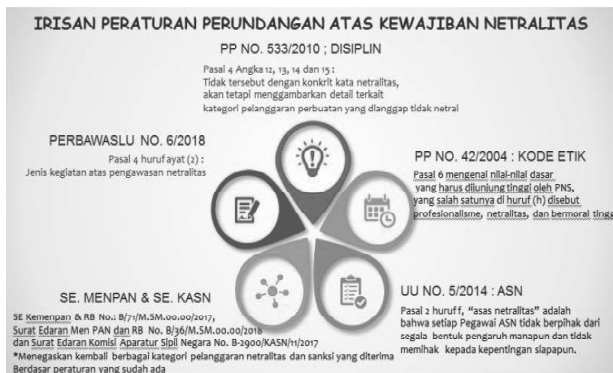 IRISAN PERATURAN PERUNDANGAN ATAS KEWAJIBAN NETRALITAS
PP NO. 533/2010 ; DISIPLIN
Pasal 4 Angka 12, 13, 14 dan 15 :
Tidak tersebut dengan konkrit kata netralitas,
akan tetapi menggambarkan detail terkait
kategori pelanggaran perbuatan yang dianggap tidak netral
PERBAWASLU NO. 6/2018
Pasal 4 huruf ayat (2) :
Jenis kegiatan atas pengawasan netralitas
PP NO. 42/2004 : KODE ETIK
Pasal 6 mengenal nilai-nilai dasar
yang harus dijunjung tinggi oleh PNS,
yang salah satunya di huruf (h) disebut
profesionalisme, netralitas, dan bermoral tingg
SE. MENPAN & SE. KASN
SE Kemenpan & RB No.: B/71/M.SM.00.00/2017,
Surat Edaran Men PAN dan RB No. B/36/M.SM.00.00/2018
dan Surat Edaran Komisi Aparatur Sipil Negara No. B-2900/KASN/11/2017
*Menegaskan kembali berbagai kategori pelanggaran netralitas dan sanksi yang diterima
Berdasar peraturan yang sudah ada
UU NO. 5/2014 : ASN
Pasal 2 huruf f, "asas netralitas" adalah
bahwa setiap Pegawai ASN tidak berpihak dari
segala bentuk pengaruh manapun dan tidak
memihak kepada kepentingan siapapun.